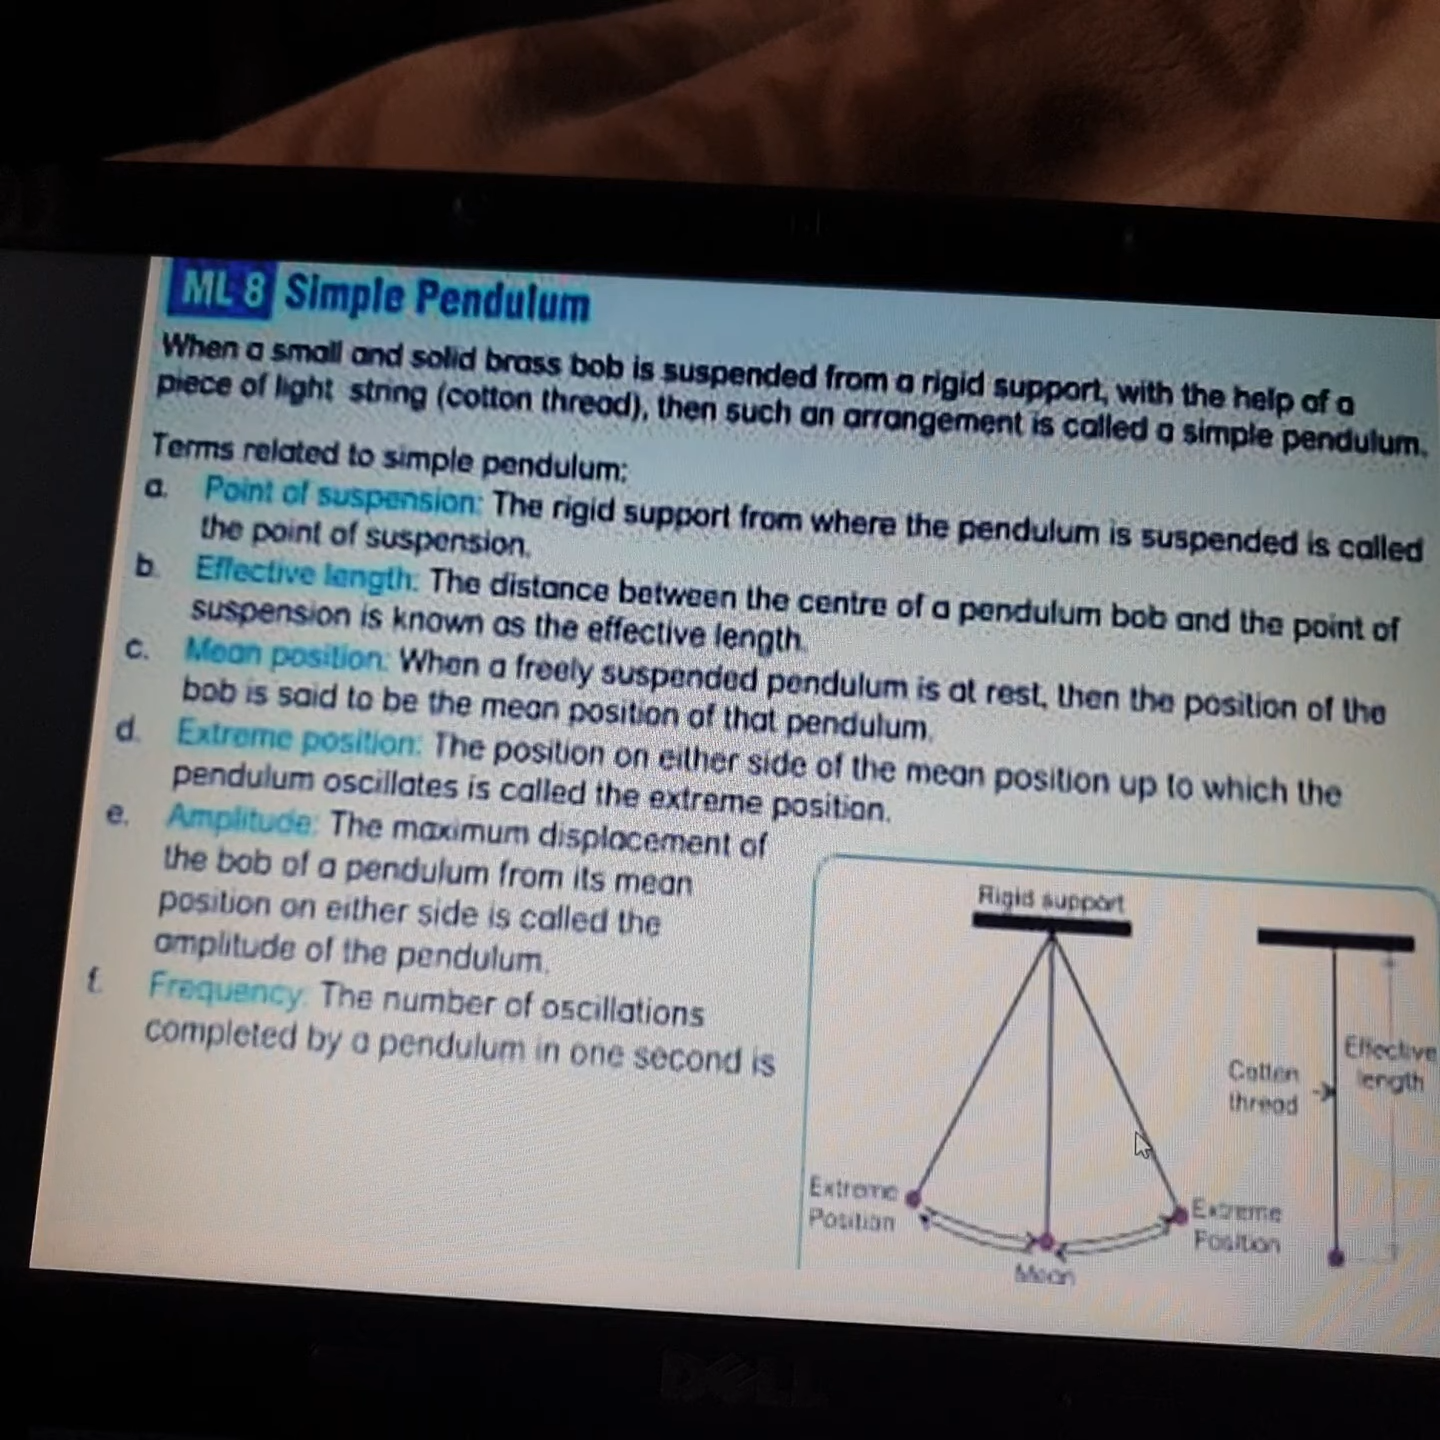 ML 8 Simple Pendulum
When a small and solid brass bob is suspended from a rigid support, with the help of a
piece of light string (cotton thread), then such an arrangement is called a simple pendulum.
Terms related to simple pendulum:
a. Point of suspension: The rigid support from where the pendulum is suspended is called
the point of suspension.
b. Effective length: The distance between the centre of a pendulum bob and the point of
suspension is known as the effective length.
c. Mean position: When a freely suspended pendulum is at rest, then the position of the
bob is said to be the mean position of that pendulum.
d. Extreme position: The position on either side of the mean position up to which the
pendulum oscillates is called the extreme position.
e. Amplitude: The maximum displacement of
the bob of a pendulum from its mean
position on either side is called the
amplitude of the pendulum.
f. Frequency: The number of oscillations
completed by a pendulum in one second is
Rigid support
Extreme
Position
Mean
Extreme
Position
Cotton
thread
Effective
length
DELL